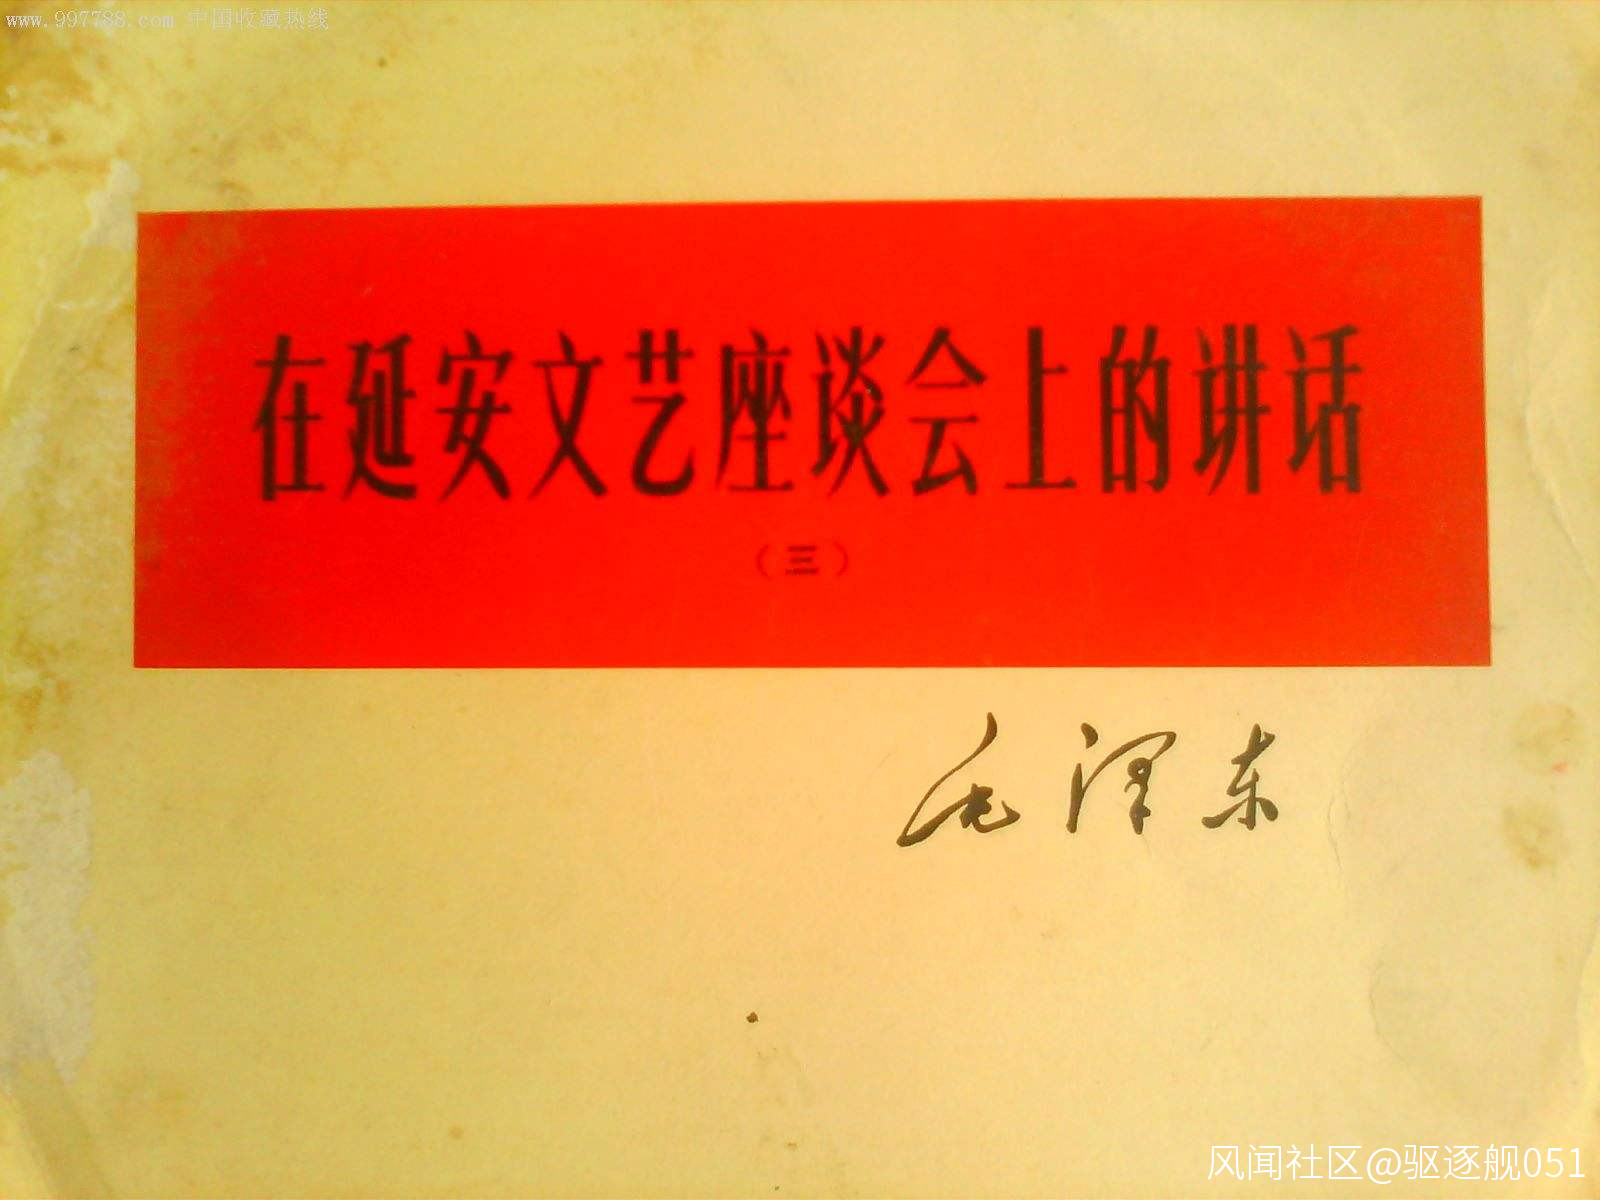 www.997788.com 中国收藏热线
在延安文艺座谈会上的讲话
（三）
毛泽东
风闻社区@驱逐舰051